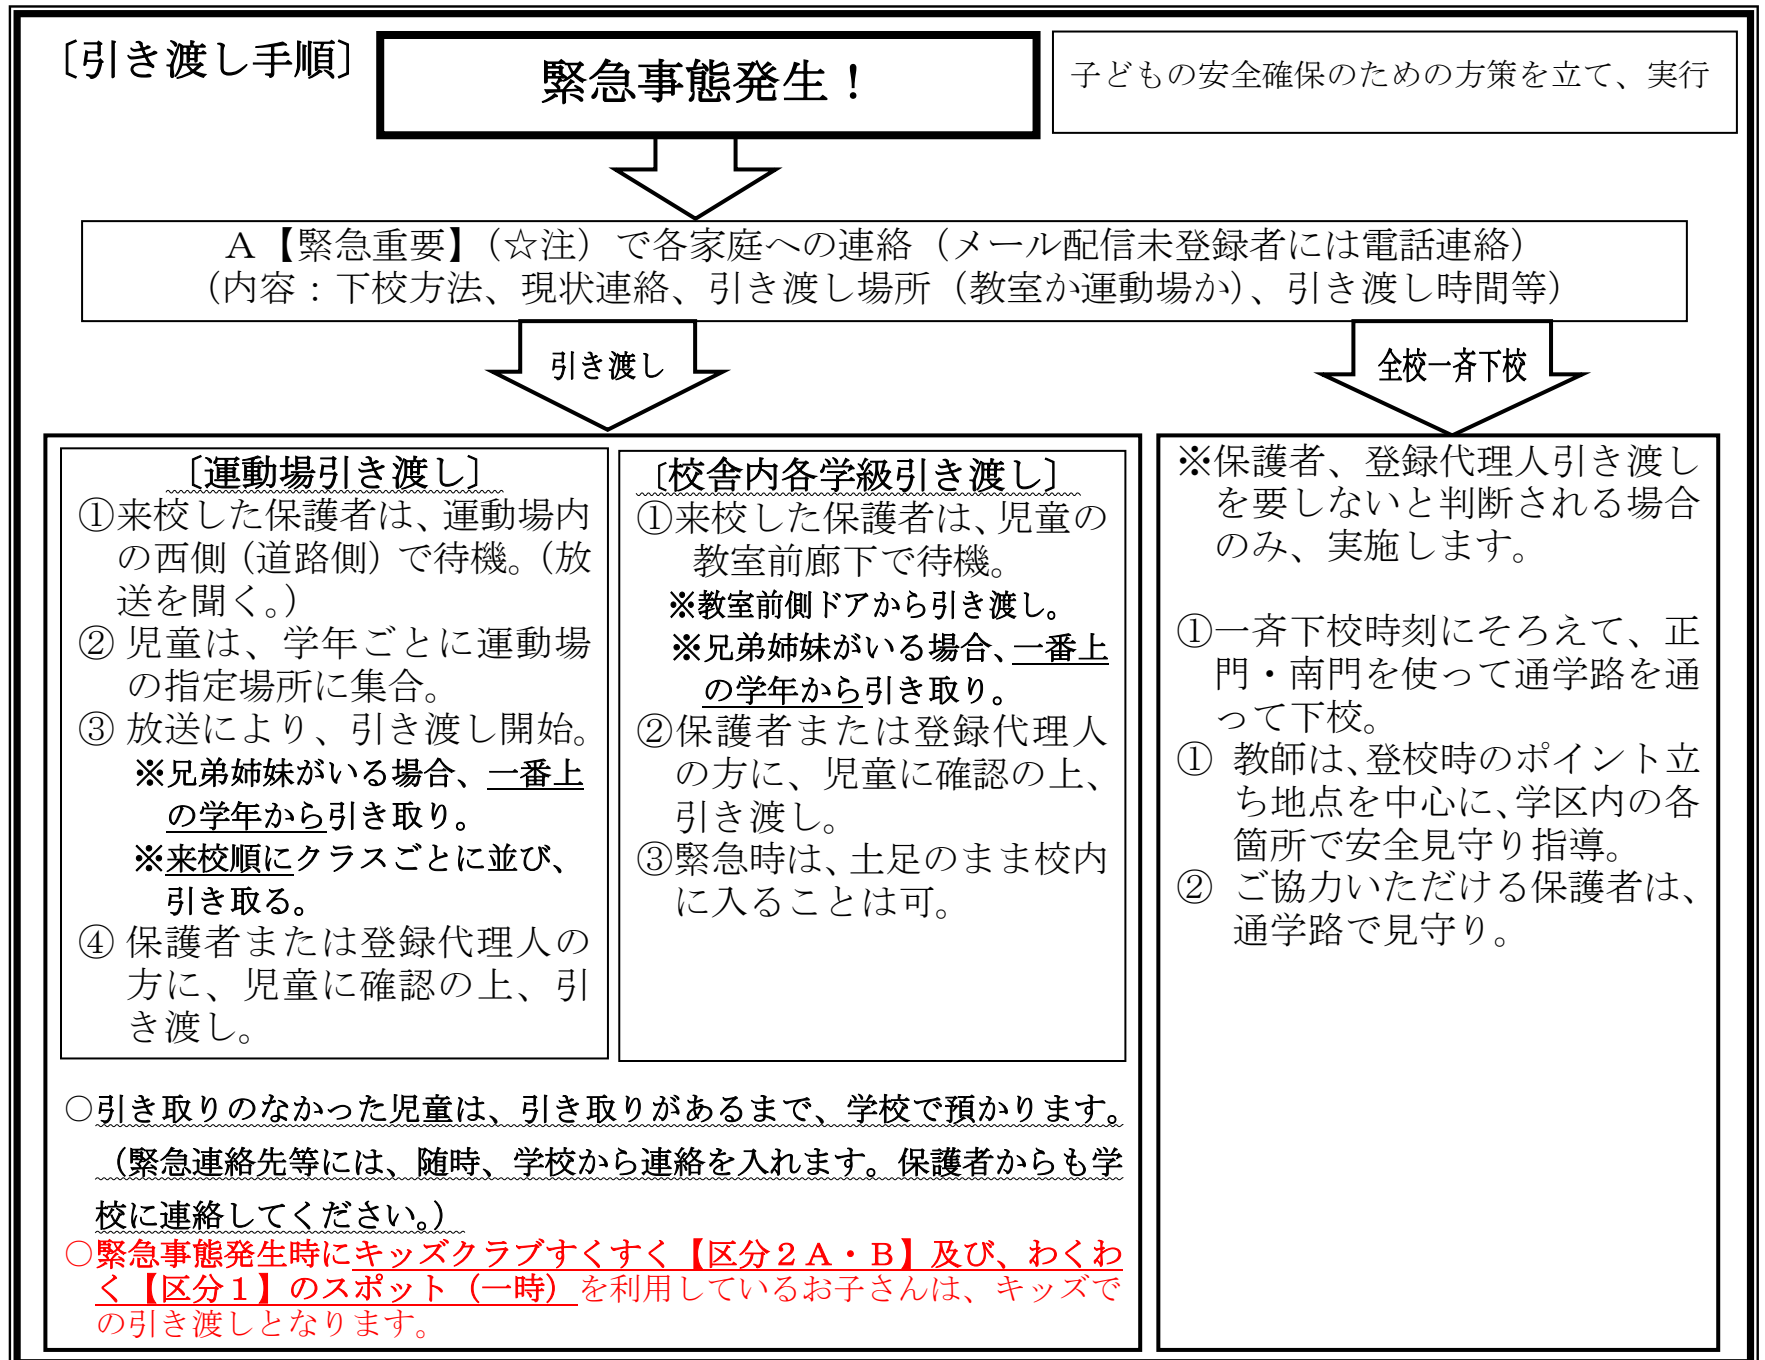 〔引き渡し手順〕
緊急事態発生！
子どもの安全確保のための方策を立て、実行
Ａ【緊急重要】（☆注）で各家庭への連絡（メール配信未登録者には電話連絡）
（内容：下校方法、現状連絡、引き渡し場所（教室か運動場か）、引き渡し時間等）
引き渡し
全校一斉下校
〔運動場引き渡し〕
①来校した保護者は、運動場内
の西側（道路側）で待機。（放
送を聞く。）
② 児童は、学年ごとに運動場
の指定場所に集合。
③ 放送により、引き渡し開始。
※兄弟姉妹がいる場合、一番上
の学年から引き取り。
※来校順にクラスごとに並び、
引き取る。
④ 保護者または登録代理人の
方に、児童に確認の上、引
き渡し。
〔校舎内各学級引き渡し〕
①来校した保護者は、児童の
教室前廊下で待機。
※教室前側ドアから引き渡し。
※兄弟姉妹がいる場合、一番上
の学年から引き取り。
②保護者または登録代理人
の方に、児童に確認の上、
引き渡し。
③緊急時は、土足のまま校内
に入ることは可。
○引き取りのなかった児童は、引き取りがあるまで、学校で預かります。
（緊急連絡先等には、随時、学校から連絡を入れます。保護者からも学
校に連絡してください。）
○緊急事態発生時にキッズクラブすくすく【区分２Ａ・Ｂ】及び、わくわ
く【区分１】のスポット（一時）を利用しているお子さんは、キッズで
の引き渡しとなります。
※保護者、登録代理人引き渡し
を要しないと判断される場合
のみ、実施します。
①一斉下校時刻にそろえて、正
門・南門を使って通学路を通
って下校。
① 教師は、登校時のポイント立
ち地点を中心に、学区内の各
箇所で安全見守り指導。
② ご協力いただける保護者は、
通学路で見守り。